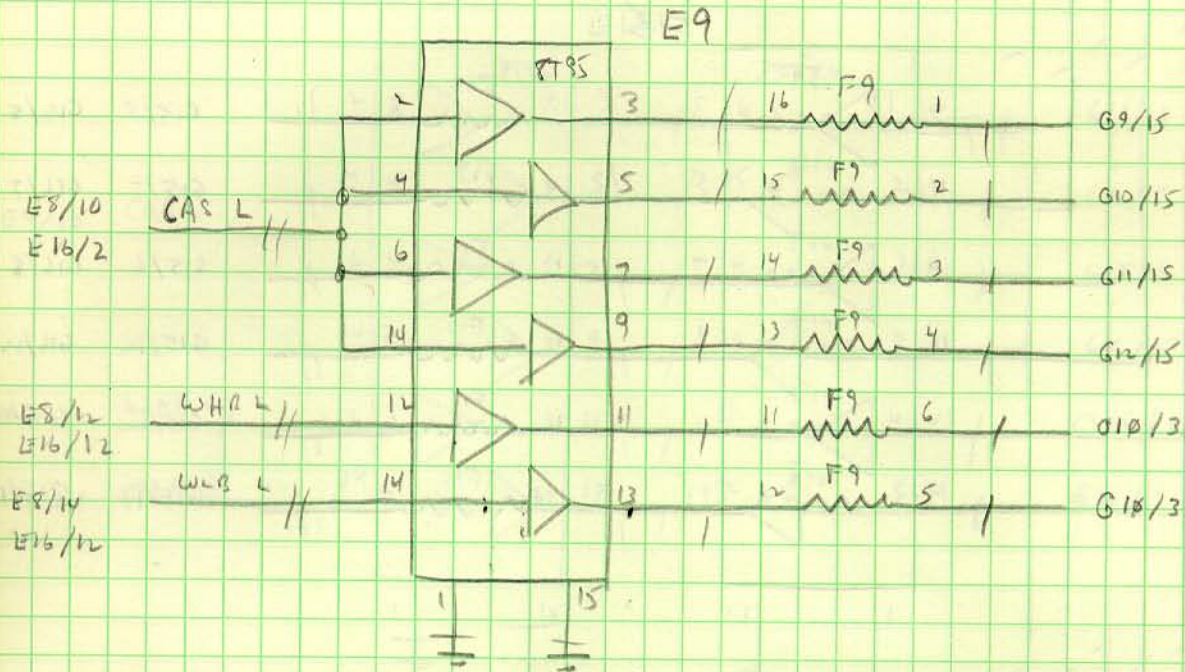 E9
8T95
2 3 16 F9 1 G9/15
4 5 15 F9 2 G10/15
E8/10 CAS L
E16/2
6 7 14 F9 3 G11/15
14 9 13 F9 4 G12/15
E8/12 WHB L 12 11 11 F9 6 010/3
E16/12
E8/14 WLB L 14 13 12 F9 5 G10/3
E16/12
1 15